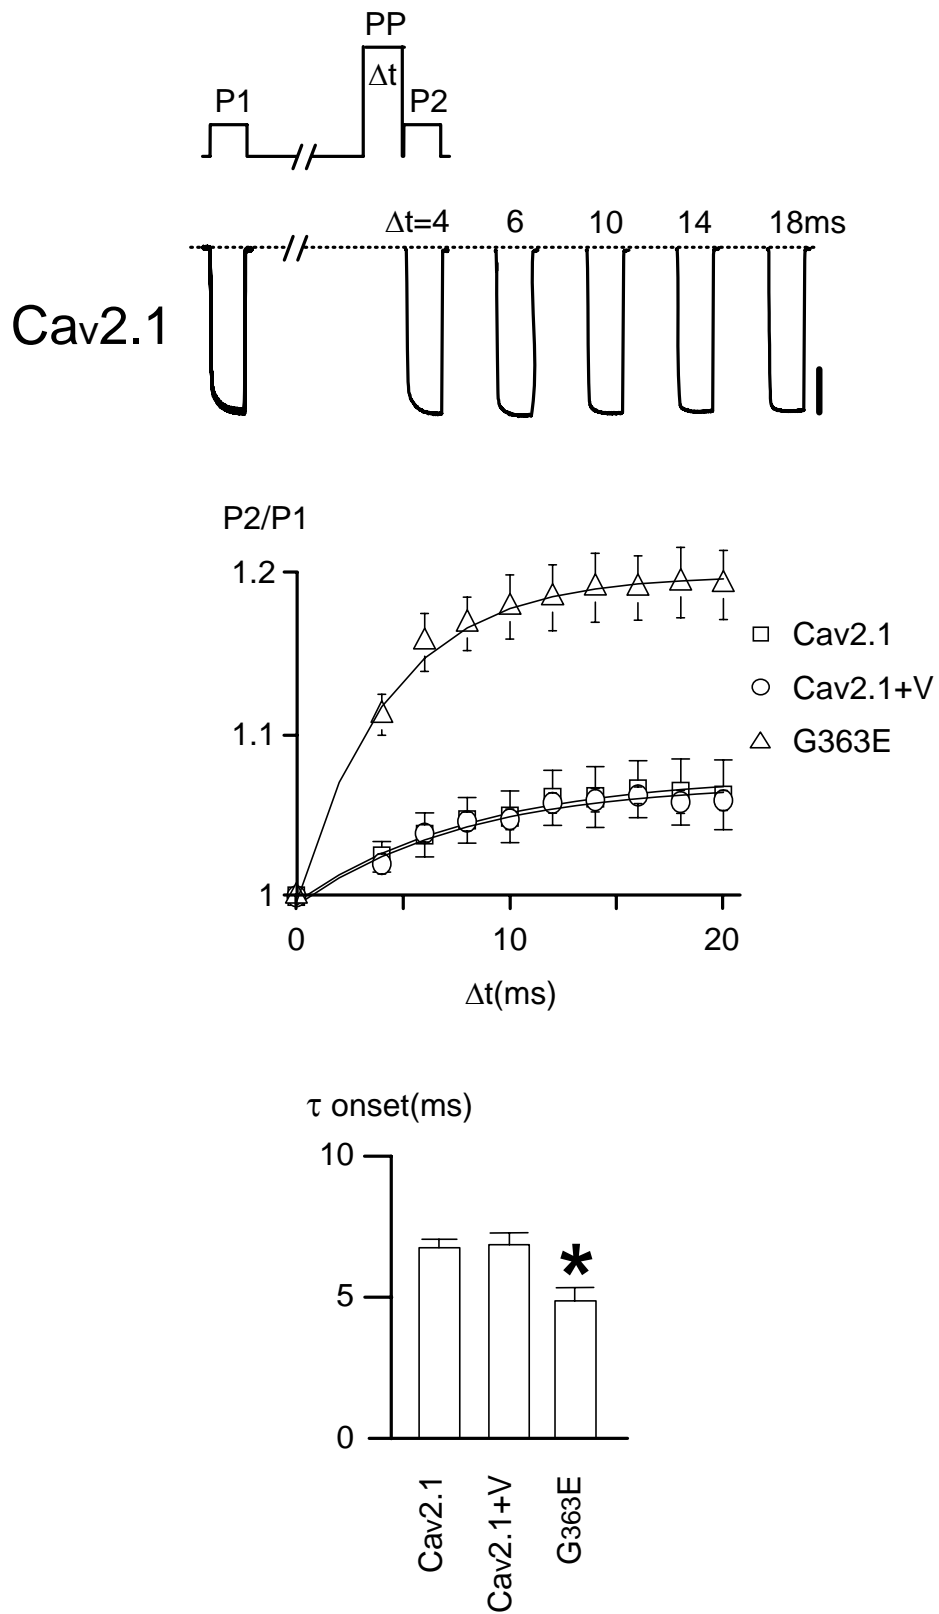 PP
Δt
P1
P2
Δt=4 6 10 14 18ms
Cav2.1
P2/P1
1.2
1.1
1
0 10 20
Δt(ms)
Cav2.1
Cav2.1+V
G363E
τ onset(ms)
10
5
*
0
Cav2.1
Cav2.1+V
G363E